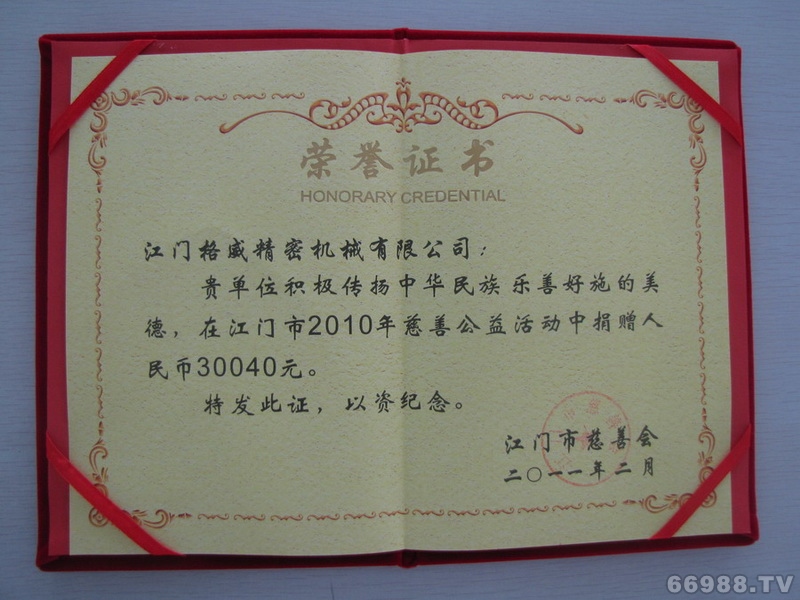 荣誉证书
HONORARY CREDENTIAL
江门格威精密机械有限公司：
贵单位积极传扬中华民族乐善好施的美
德，在江门市2010年慈善公益活动中捐赠人
民币30040元。
特发此证，以资纪念。
江门市慈善会
二〇一一年二月
66988.TV